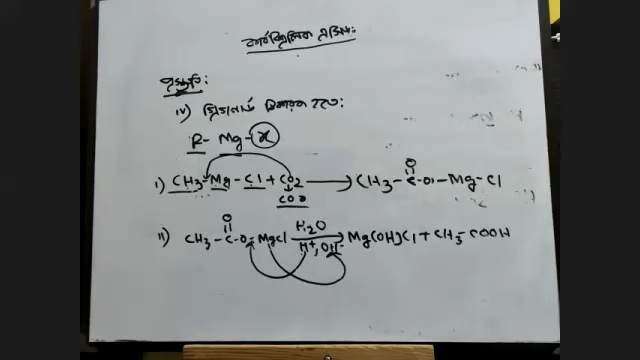 কার্বক্সিলিক এসিড:
প্রস্তুতি:
iv) গ্রিগনার্ড বিকারক হতে:
R- Mg-X
i) CH3-Mg-Cl + CO2 → CH3-C-O-Mg-Cl
O
COO
ii) CH3-C-O-MgCl → Mg(OH)Cl + CH3-COOH
O
H2O
H+, OH-